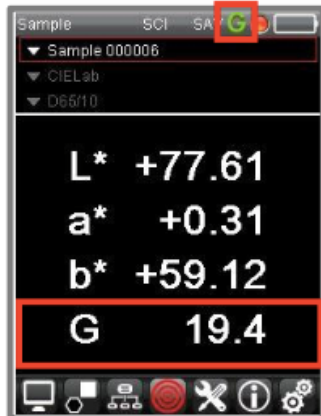 Sample SCI SAV G
▼ Sample 000006
▼ CIELab
▼ D65/10
L* +77.61
a* +0.31
b* +59.12
G 19.4